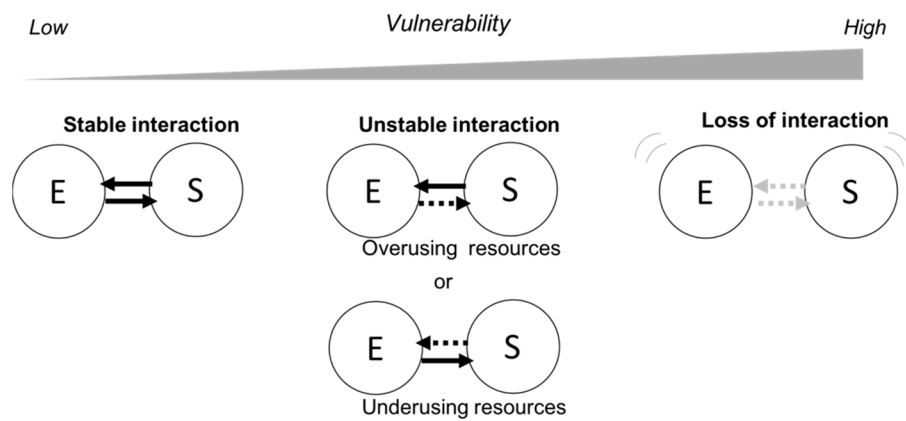 Low Vulnerability High
Stable interaction Unstable interaction Loss of interaction
E S E S E S
Overusing resources
or
E S
Underusing resources